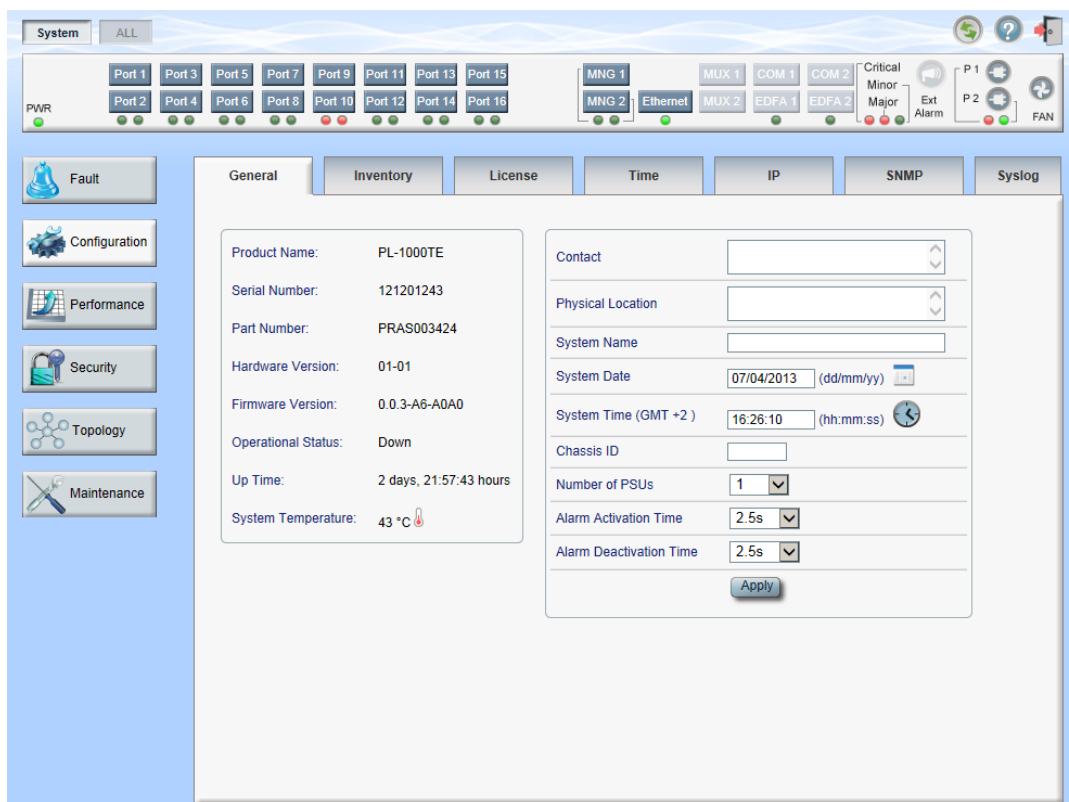 System ALL
Port 1 Port 3 Port 5 Port 7 Port 9 Port 11 Port 13 Port 15 MNG 1 MUX 1 COM 1 COM 2 Critical P 1
Minor
PWR Port 2 Port 4 Port 6 Port 8 Port 10 Port 12 Port 14 Port 16 MNG 2 Ethernet MUX 2 EDFA 1 EDFA 2 Major Ext Alarm P 2 FAN
Fault
Configuration
Performance
Security
Topology
Maintenance
General Inventory License Time IP SNMP Syslog
Product Name: PL-1000TE
Serial Number: 121201243
Part Number: PRAS003424
Hardware Version: 01-01
Firmware Version: 0.0.3-A6-A0A0
Operational Status: Down
Up Time: 2 days, 21:57:43 hours
System Temperature: 43 °C
Contact
Physical Location
System Name
System Date 07/04/2013 (dd/mm/yy)
System Time (GMT +2 ) 16:26:10 (hh:mm:ss)
Chassis ID
Number of PSUs 1
Alarm Activation Time 2.5s
Alarm Deactivation Time 2.5s
Apply